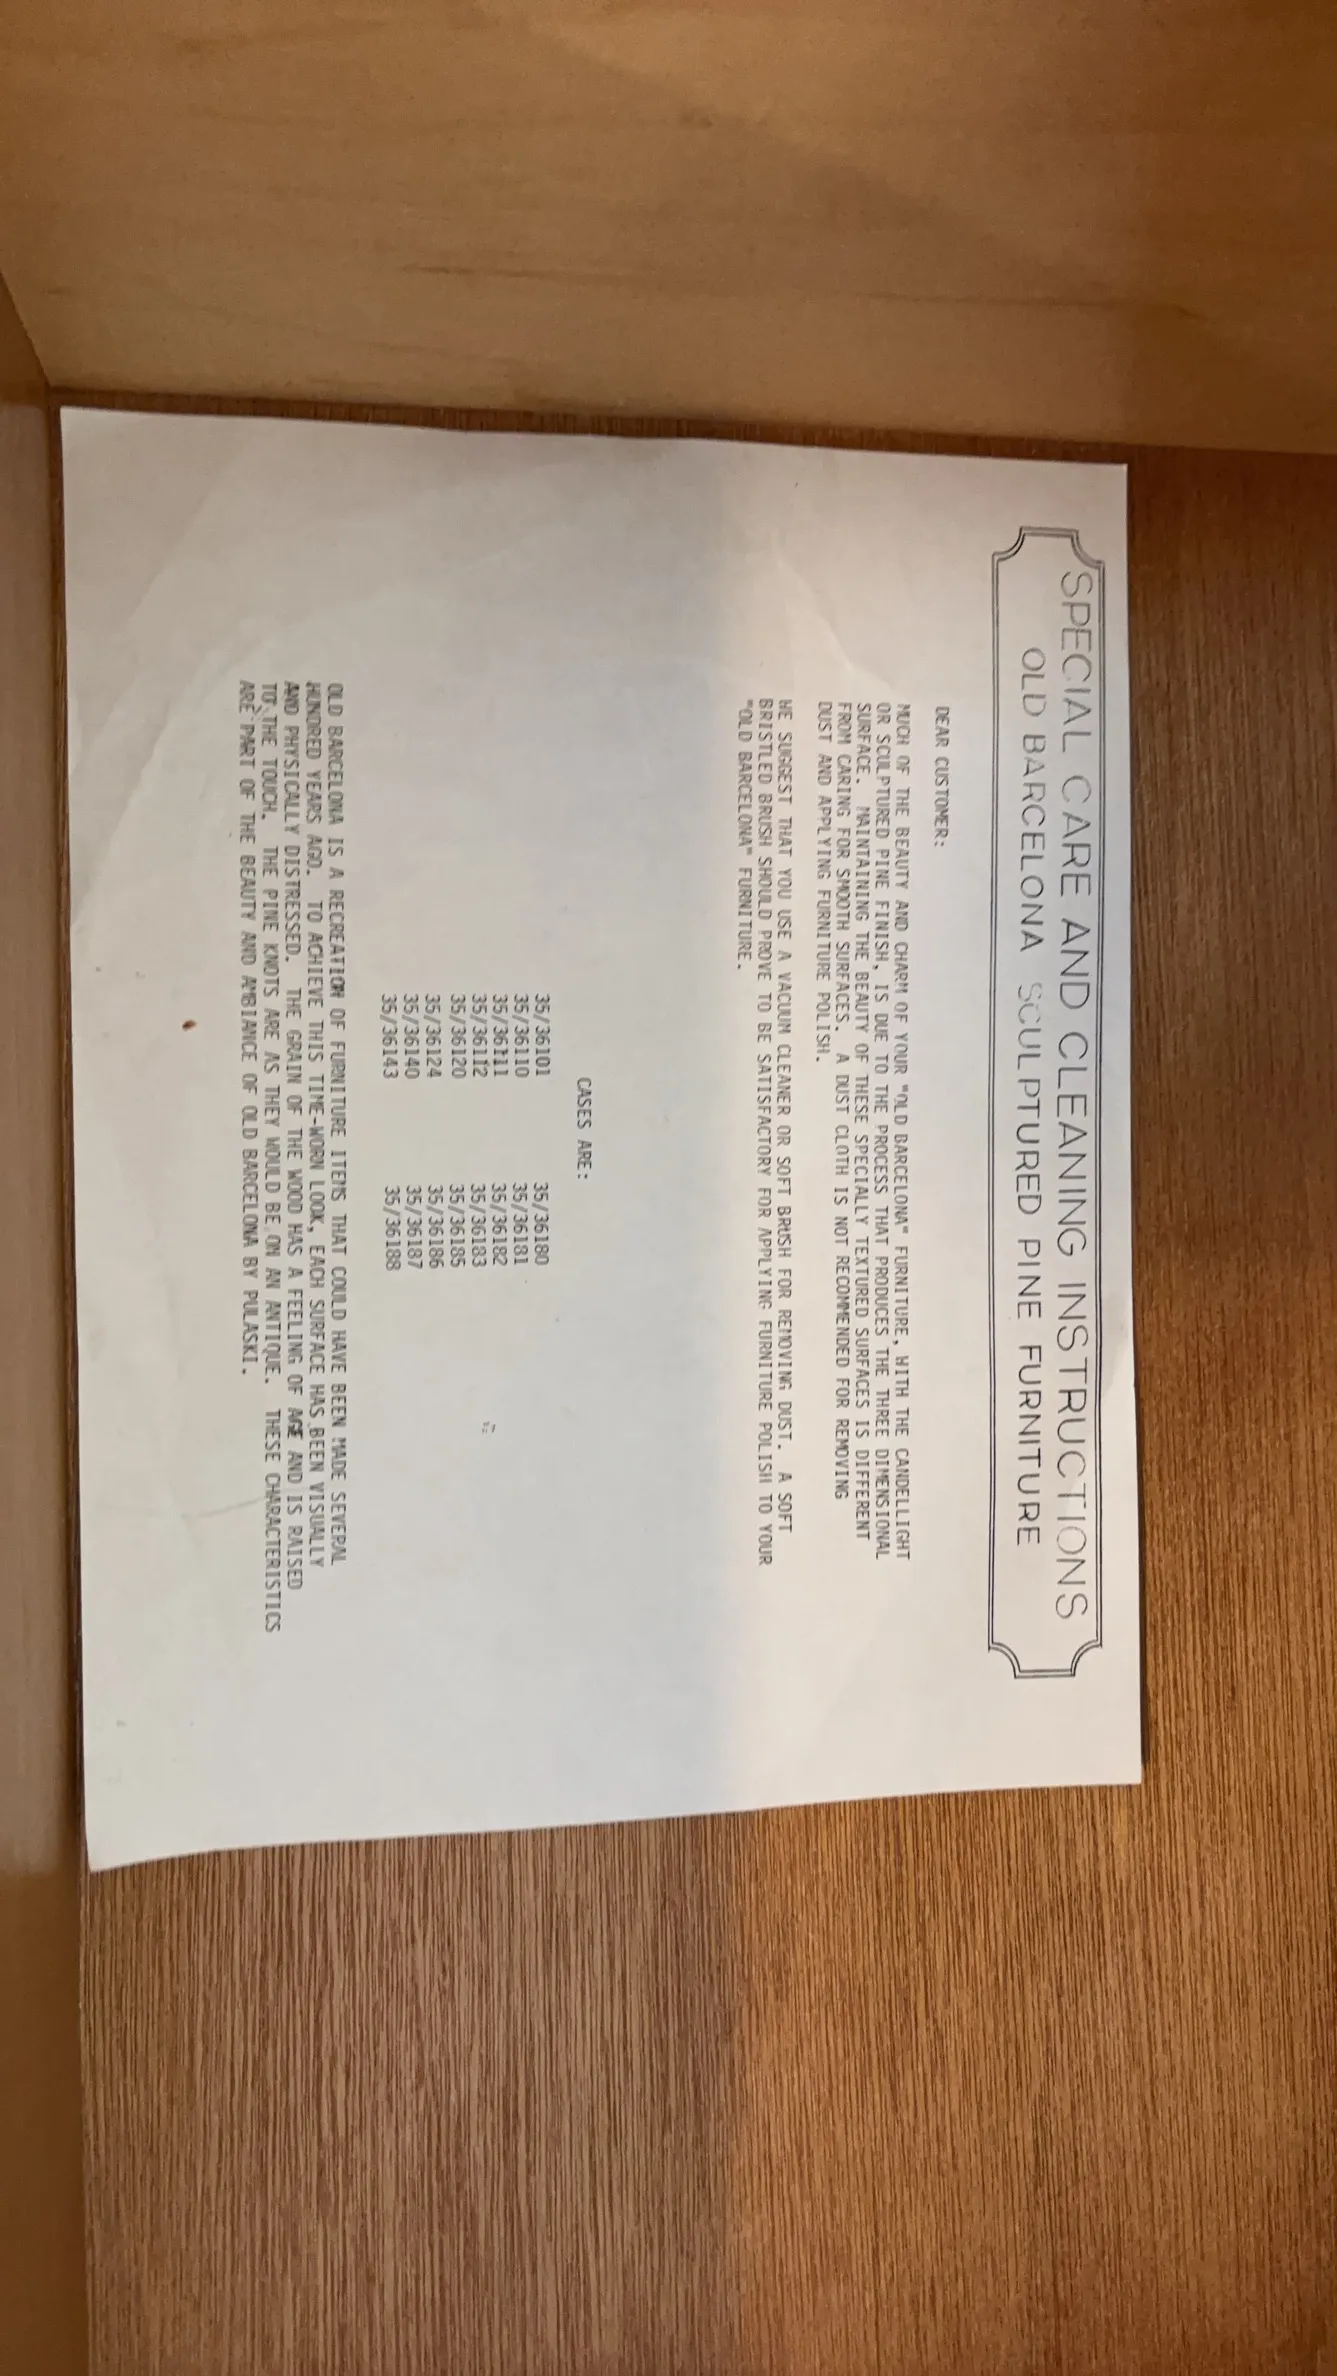 SPECIAL CARE AND CLEANING INSTRUCTIONS
OLD BARCELONA SCULPTURED PINE FURNITURE
DEAR CUSTOMER:
MUCH OF THE BEAUTY AND CHARM OF YOUR "OLD BARCELONA" FURNITURE, WITH THE CANDELLIGHT
OR SCULPTURED PINE FINISH, IS DUE TO THE PROCESS THAT PRODUCES THE THREE DIMENSIONAL
SURFACE. MAINTAINING THE BEAUTY OF THESE SPECIALLY TEXTURED SURFACES IS DIFFERENT
FROM CARING FOR SMOOTH SURFACES. A DUST CLOTH IS NOT RECOMMENDED FOR REMOVING
DUST AND APPLYING FURNITURE POLISH.
WE SUGGEST THAT YOU USE A VACUUM CLEANER OR SOFT BRUSH FOR REMOVING DUST. A SOFT
BRISTLED BRUSH SHOULD PROVE TO BE SATISFACTORY FOR APPLYING FURNITURE POLISH TO YOUR
"OLD BARCELONA" FURNITURE.
CASES ARE:
35/36101 35/36180
35/36110 35/36181
35/36111 35/36182
35/36112 35/36183
35/36120 35/36185
35/36124 35/36186
35/36140 35/36187
35/36143 35/36188
OLD BARCELONA IS A RECREATION OF FURNITURE ITEMS THAT COULD HAVE BEEN MADE SEVERAL
HUNDRED YEARS AGO. TO ACHIEVE THIS TIME-WORN LOOK, EACH SURFACE HAS BEEN VISUALLY
AND PHYSICALLY DISTRESSED. THE GRAIN OF THE WOOD HAS A FEELING OF AGE AND IS RAISED
TO THE TOUCH. THE PINE KNOTS ARE AS THEY WOULD BE ON AN ANTIQUE. THESE CHARACTERISTICS
ARE PART OF THE BEAUTY AND AMBIANCE OF OLD BARCELONA BY PULASKI.